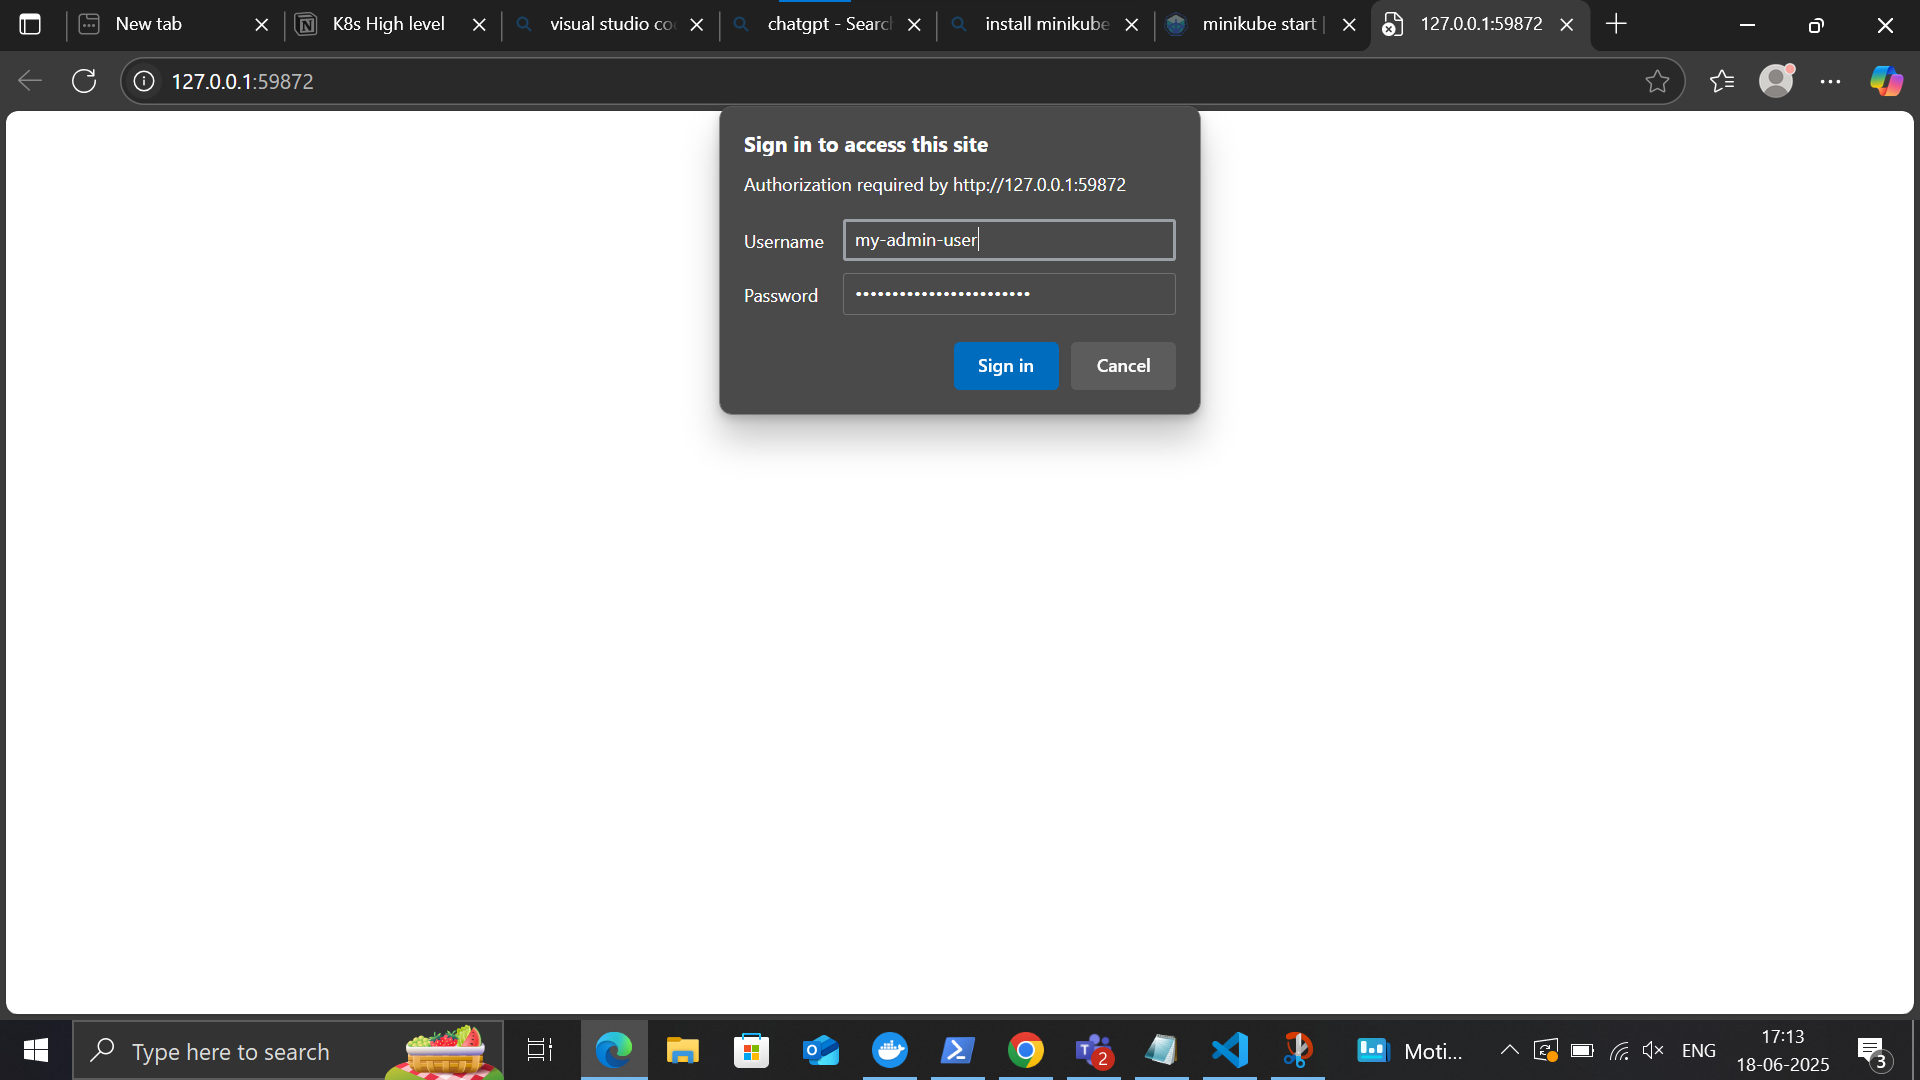 New tab
K8s High level
visual studio co
chatgpt - Searc
install minikube
minikube start |
127.0.0.1:59872
127.0.0.1:59872
Sign in to access this site
Authorization required by http://127.0.0.1:59872
Username
my-admin-user
Password
Sign in
Cancel
Type here to search
2
Moti...
ENG
17:13
18-06-2025
3